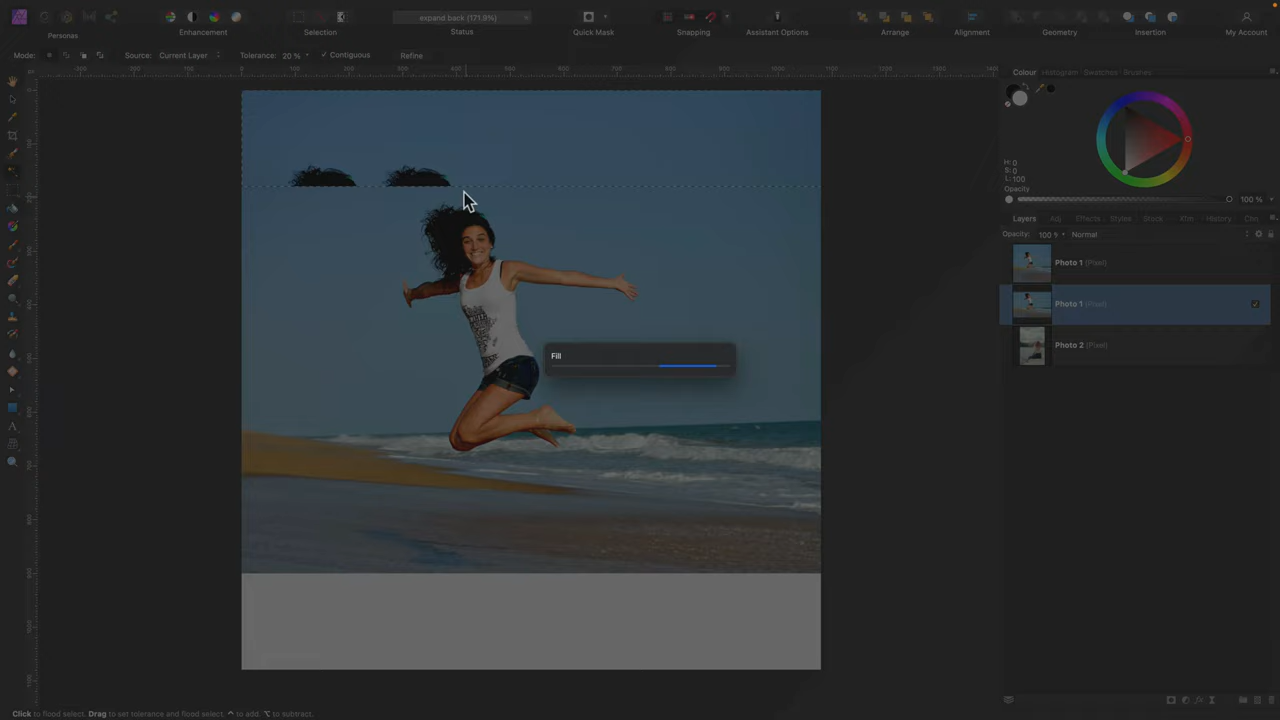 expand back (171.9%)
Personas
Enhancement
Selection
Status
Quick Mask
Snapping
Assistant Options
Arrange
Alignment
Geometry
Insertion
My Account
Mode:
Source: Current Layer
Tolerance: 20 %
Contiguous
Refine
Colour Histogram Swatches Brushes
H: 0
S: 0
L: 100
Opacity
100 %
Layers Adj Effects Styles Stock Xfm History Chn
Opacity: 100 % Normal
Photo 1 (Pixel)
Photo 1 (Pixel)
Photo 2 (Pixel)
Fill
Click to flood select. Drag to set tolerance and flood select. ^ to add. ⌥ to subtract.